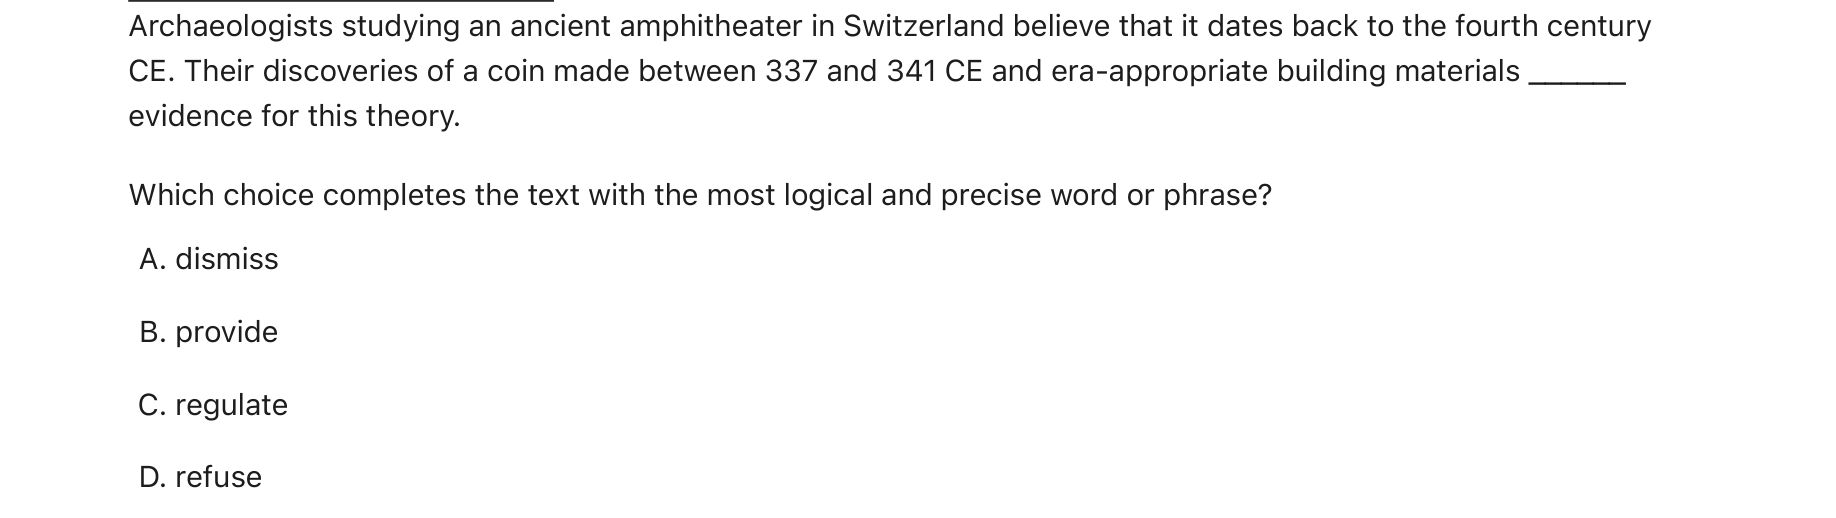 Archaeologists studying an ancient amphitheater in Switzerland believe that it dates back to the fourth century
CE. Their discoveries of a coin made between 337 and 341 CE and era-appropriate building materials ______
evidence for this theory.
Which choice completes the text with the most logical and precise word or phrase?
A. dismiss
B. provide
C. regulate
D. refuse